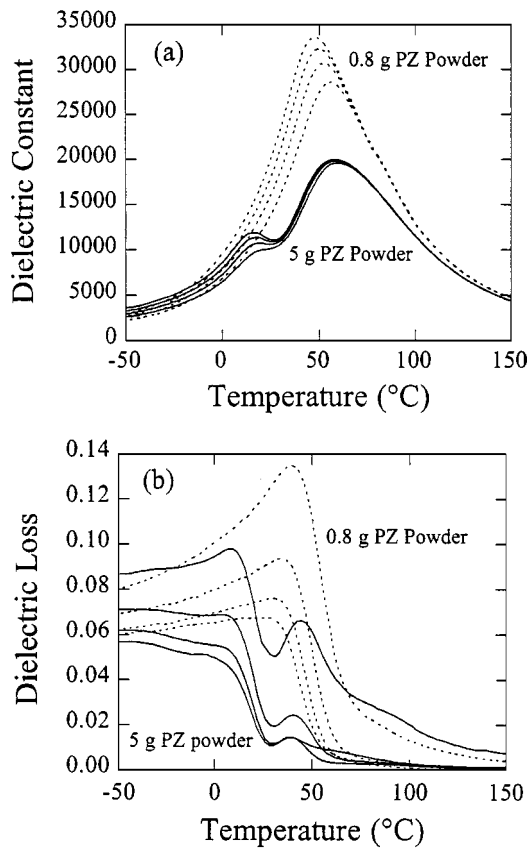 (a)
0.8 g PZ Powder
5 g PZ Powder
Dielectric Constant
35000
30000
25000
20000
15000
10000
5000
0
-50
0
50
100
150
Temperature (°C)
(b)
0.8 g PZ Powder
5 g PZ powder
Dielectric Loss
0.14
0.12
0.10
0.08
0.06
0.04
0.02
0.00
-50
0
50
100
150
Temperature (°C)